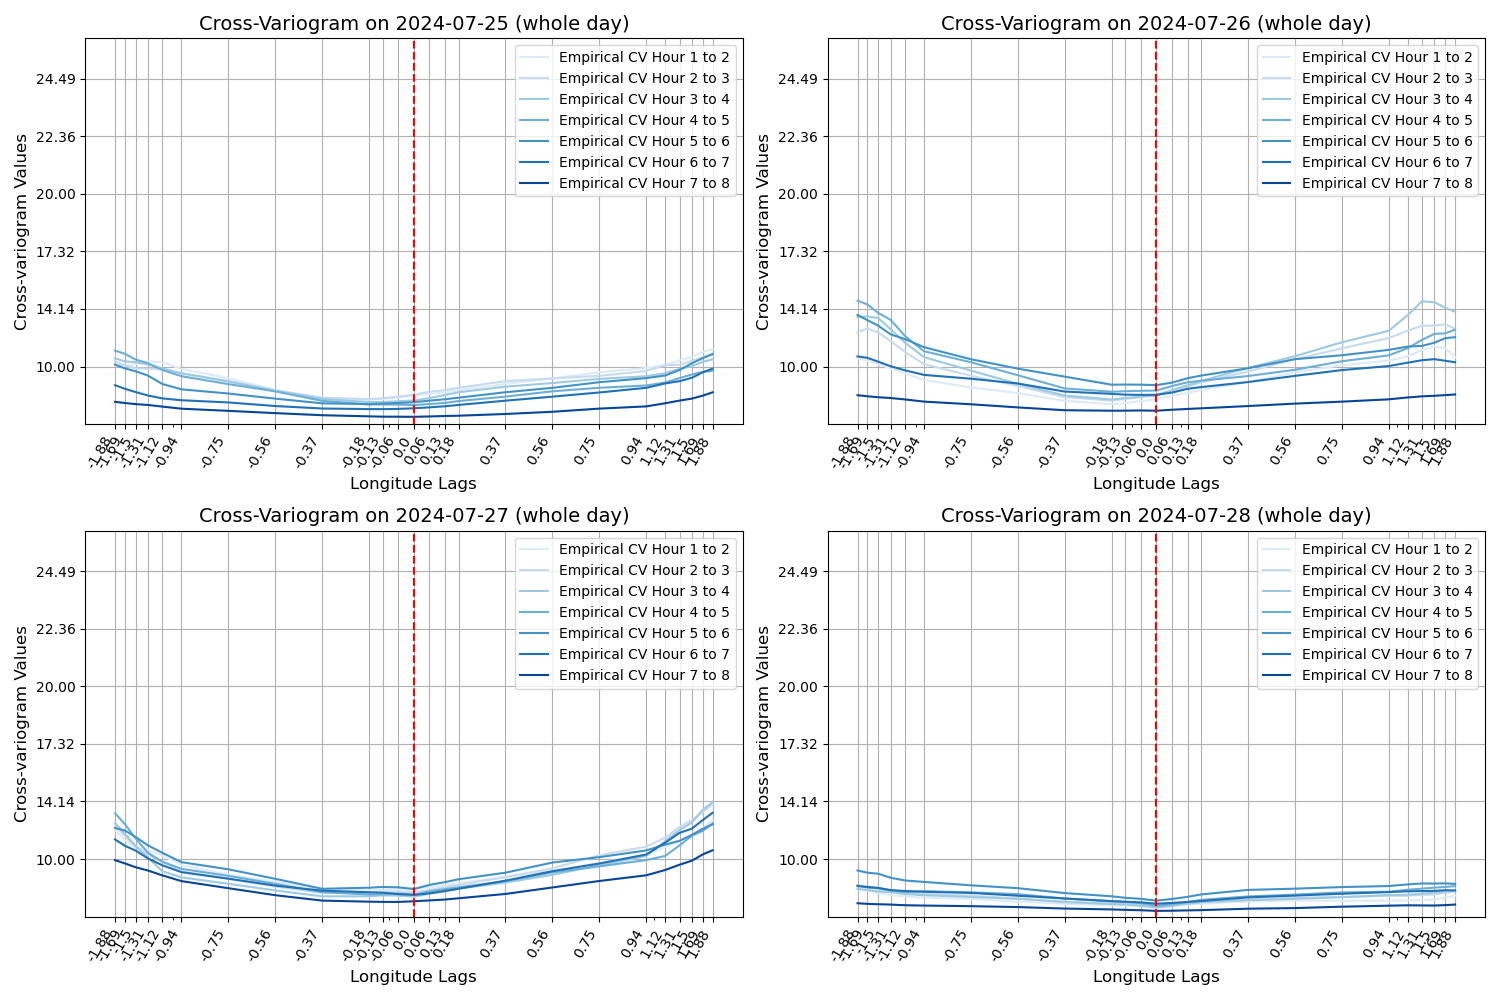 Cross-Variogram on 2024-07-25 (whole day)
Cross-variogram Values
24.49
22.36
20.00
17.32
14.14
10.00
Empirical CV Hour 1 to 2
Empirical CV Hour 2 to 3
Empirical CV Hour 3 to 4
Empirical CV Hour 4 to 5
Empirical CV Hour 5 to 6
Empirical CV Hour 6 to 7
Empirical CV Hour 7 to 8
-1.88 -1.69 -1.5 -1.31 -1.12 -0.94 -0.75 -0.56 -0.37 -0.18 -0.13 -0.06 0.0 0.06 0.13 0.18 0.37 0.56 0.75 0.94 1.12 1.31 1.5 1.69 1.88
Longitude Lags
Cross-Variogram on 2024-07-26 (whole day)
Cross-variogram Values
24.49
22.36
20.00
17.32
14.14
10.00
Empirical CV Hour 1 to 2
Empirical CV Hour 2 to 3
Empirical CV Hour 3 to 4
Empirical CV Hour 4 to 5
Empirical CV Hour 5 to 6
Empirical CV Hour 6 to 7
Empirical CV Hour 7 to 8
-1.88 -1.69 -1.5 -1.31 -1.12 -0.94 -0.75 -0.56 -0.37 -0.18 -0.13 -0.06 0.0 0.06 0.13 0.18 0.37 0.56 0.75 0.94 1.12 1.31 1.5 1.69 1.88
Longitude Lags
Cross-Variogram on 2024-07-27 (whole day)
Cross-variogram Values
24.49
22.36
20.00
17.32
14.14
10.00
Empirical CV Hour 1 to 2
Empirical CV Hour 2 to 3
Empirical CV Hour 3 to 4
Empirical CV Hour 4 to 5
Empirical CV Hour 5 to 6
Empirical CV Hour 6 to 7
Empirical CV Hour 7 to 8
-1.88 -1.69 -1.5 -1.31 -1.12 -0.94 -0.75 -0.56 -0.37 -0.18 -0.13 -0.06 0.0 0.06 0.13 0.18 0.37 0.56 0.75 0.94 1.12 1.31 1.5 1.69 1.88
Longitude Lags
Cross-Variogram on 2024-07-28 (whole day)
Cross-variogram Values
24.49
22.36
20.00
17.32
14.14
10.00
Empirical CV Hour 1 to 2
Empirical CV Hour 2 to 3
Empirical CV Hour 3 to 4
Empirical CV Hour 4 to 5
Empirical CV Hour 5 to 6
Empirical CV Hour 6 to 7
Empirical CV Hour 7 to 8
-1.88 -1.69 -1.5 -1.31 -1.12 -0.94 -0.75 -0.56 -0.37 -0.18 -0.13 -0.06 0.0 0.06 0.13 0.18 0.37 0.56 0.75 0.94 1.12 1.31 1.5 1.69 1.88
Longitude Lags